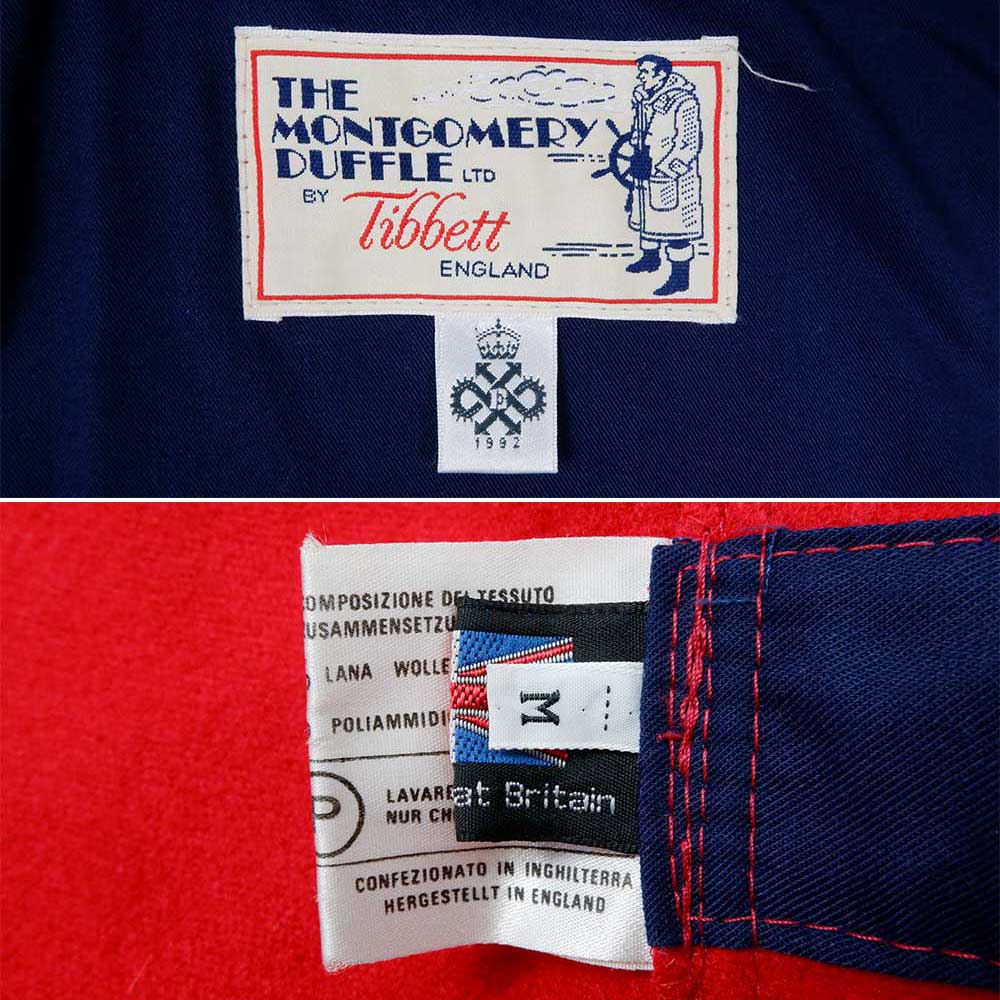 THE
MONTGOMERY
DUFFLE LTD
BY Tibbett
ENGLAND
1992
OMPOSIZIONE DEL TESSUTO
USAMMENSETZU
LANA WOLLE
POLIAMMIDI
M
P
LAVARE
at Britain
NUR CH
CONFEZIONATO IN INGHILTERRA
HERGESTELLT IN ENGLAND